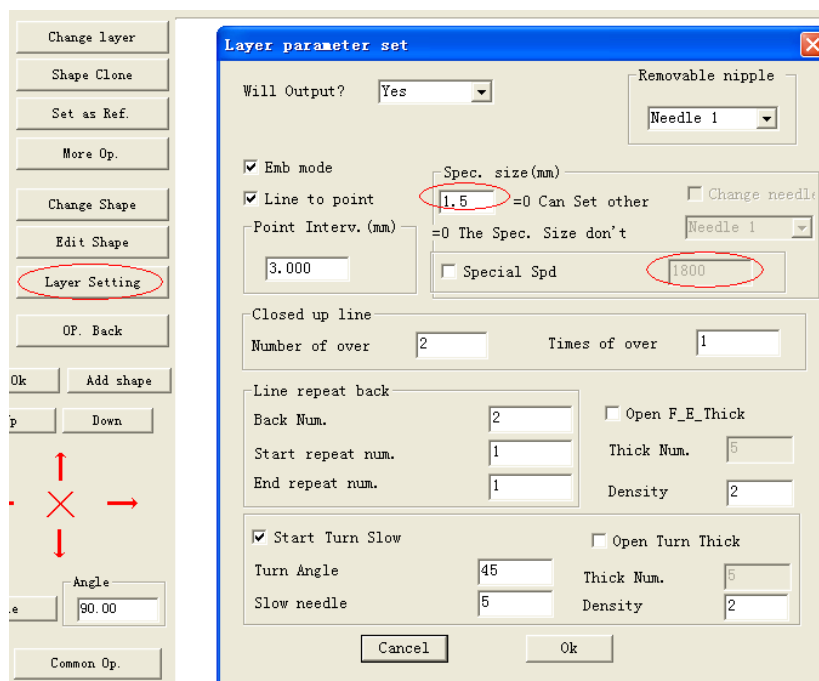 Change layer
Shape Clone
Set as Ref.
More Op.
Change Shape
Edit Shape
Layer Setting
OP. Back
Ok
Add shape
Down
Angle
90.00
Common Op.
Layer parameter set
Will Output?
Yes
Removable nipple
Needle 1
Emb mode
Line to point
Point Interv.(mm)
3.000
Spec. size(mm)
1.5 =0 Can Set other
=0 The Spec. Size don't
Change needle
Needle 1
Special Spd
1800
Closed up line
Number of over 2
Times of over 1
Line repeat back
Back Num. 2
Start repeat num. 1
End repeat num. 1
Open F_E_Thick
Thick Num. 5
Density 2
Start Turn Slow
Turn Angle 45
Slow needle 5
Open Turn Thick
Thick Num. 5
Density 2
Cancel
Ok